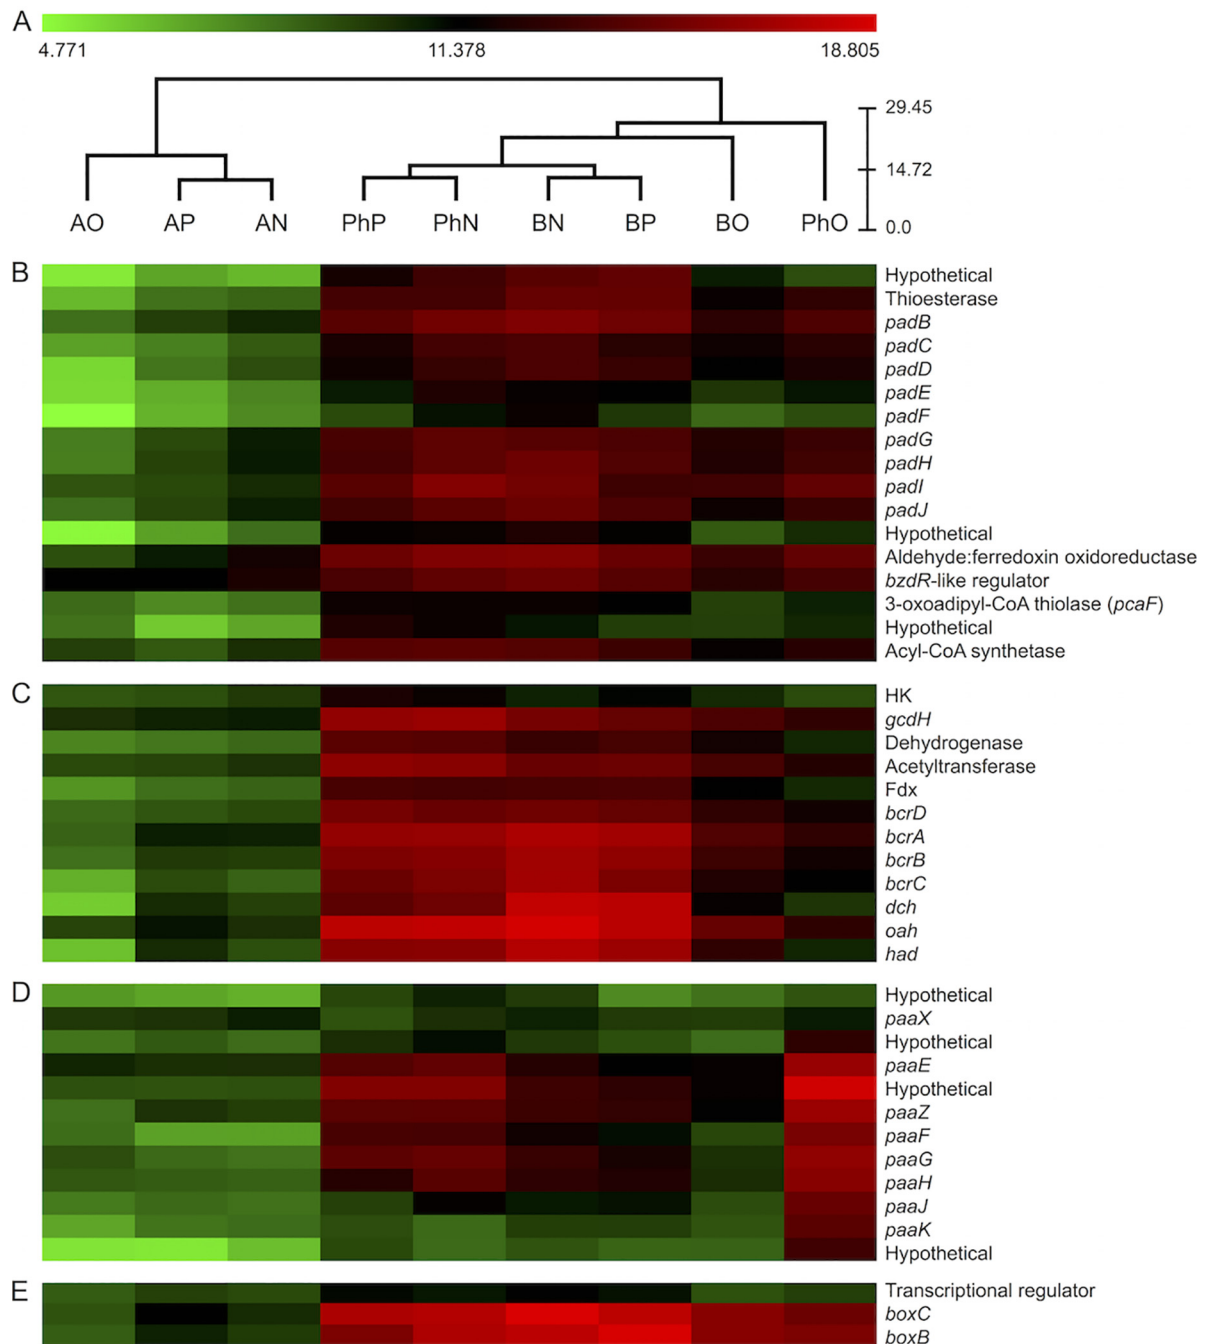 A
4.771 11.378 18.805
29.45
14.72
AO AP AN PhP PhN BN BP BO PhO 0.0
B
Hypothetical
Thioesterase
padB
padC
padD
padE
padF
padG
padH
padI
padJ
Hypothetical
Aldehyde:ferredoxin oxidoreductase
bzdR-like regulator
3-oxoadipyl-CoA thiolase (pcaF)
Hypothetical
Acyl-CoA synthetase
C
HK
gcdH
Dehydrogenase
Acetyltransferase
Fdx
bcrD
bcrA
bcrB
bcrC
dch
oah
had
D
Hypothetical
paaX
Hypothetical
paaE
Hypothetical
paaZ
paaF
paaG
paaH
paaJ
paaK
Hypothetical
E
Transcriptional regulator
boxC
boxB